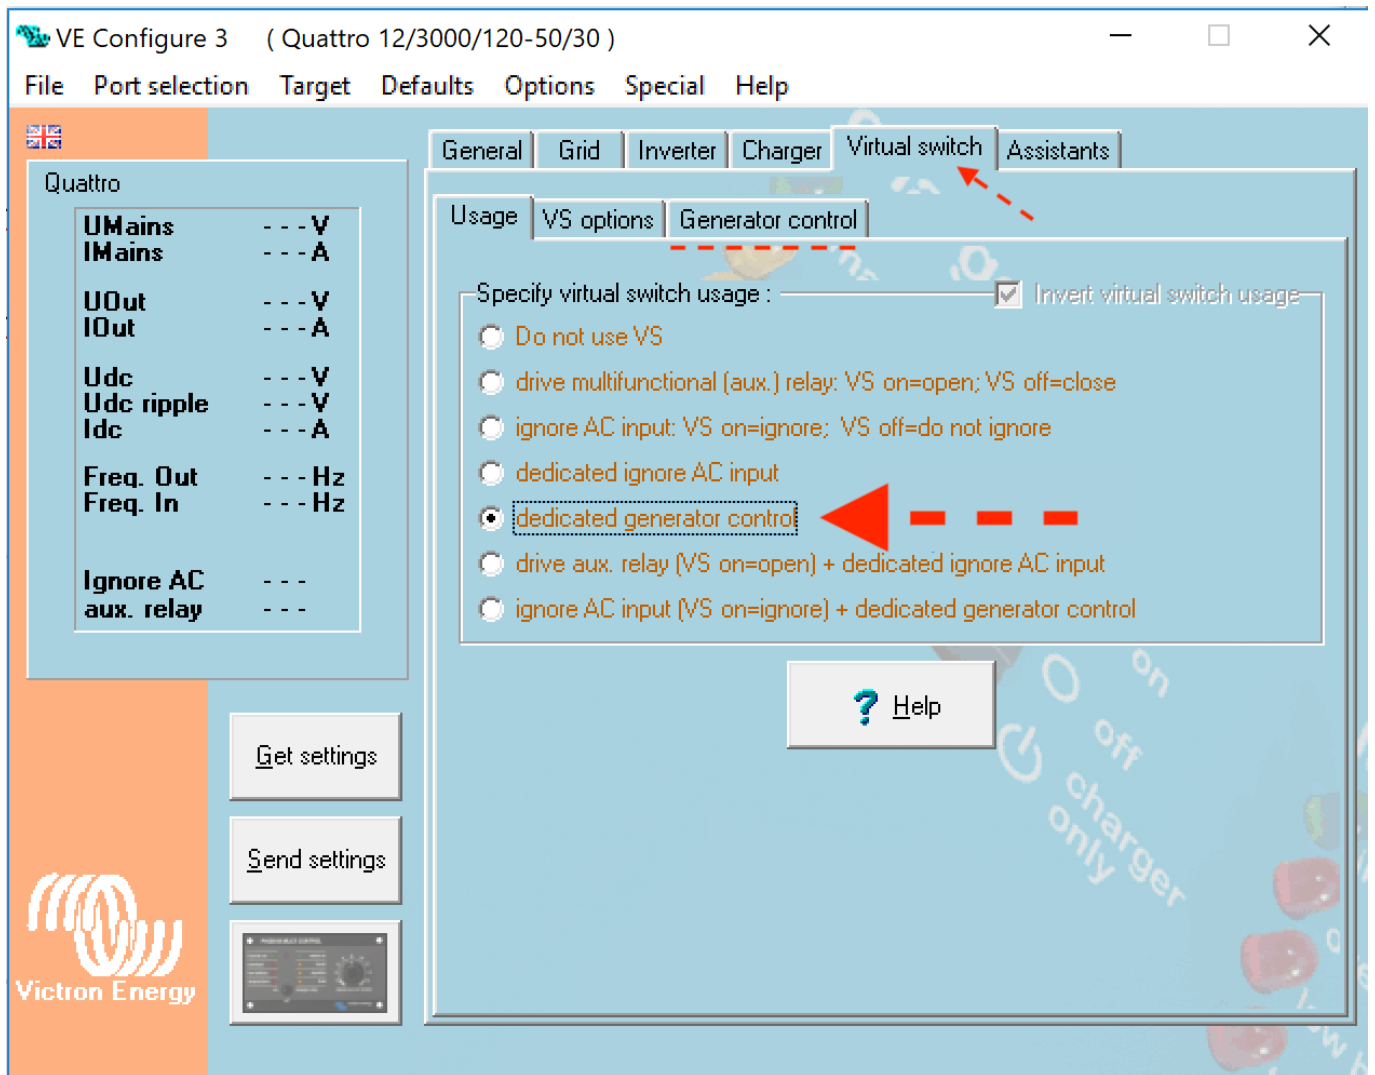 VE Configure 3 ( Quattro 12/3000/120-50/30 )
File Port selection Target Defaults Options Special Help
General Grid Inverter Charger Virtual switch Assistants
Quattro
UMains ---V
IMains ---A
UOut ---V
IOut ---A
Udc ---V
Udc ripple ---V
Idc ---A
Freq. Out ---Hz
Freq. In ---Hz
Ignore AC ---
aux. relay ---
Usage VS options Generator control
Specify virtual switch usage : Invert virtual switch usage
Do not use VS
drive multifunctional (aux.) relay: VS on=open; VS off=close
ignore AC input: VS on=ignore; VS off=do not ignore
dedicated ignore AC input
dedicated generator control
drive aux. relay (VS on=open) + dedicated ignore AC input
ignore AC input (VS on=ignore) + dedicated generator control
? Help
Get settings
Send settings
Victron Energy
on
off
charger
only